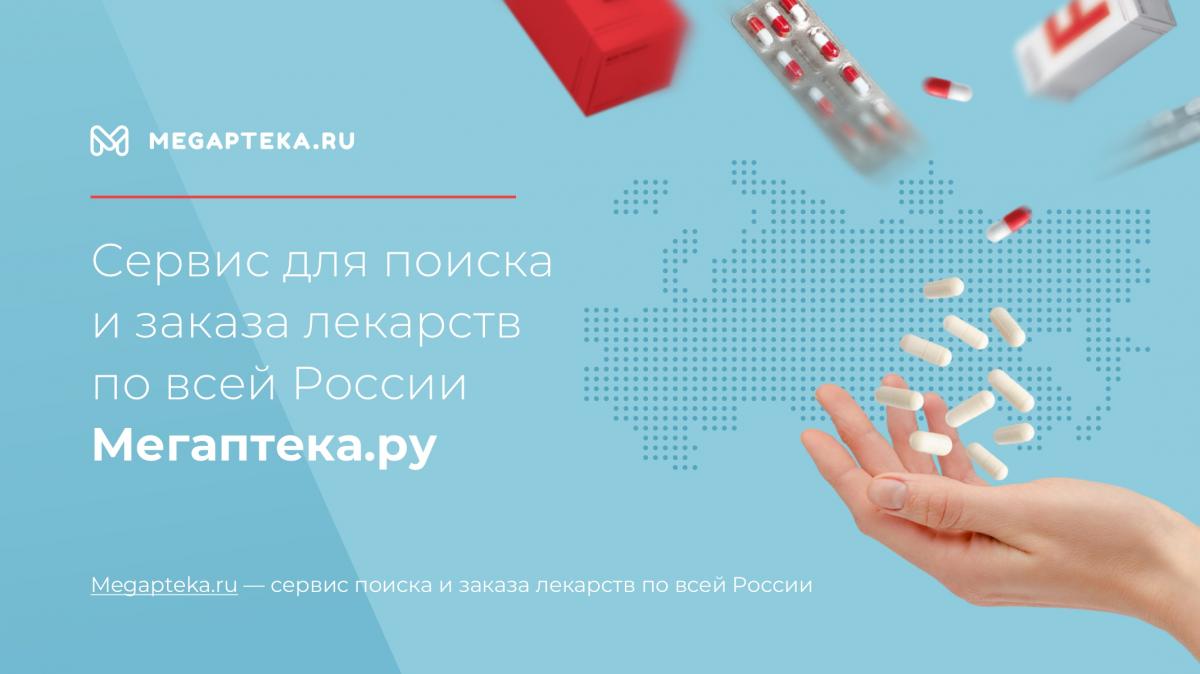 MEGAPTEKA.RU
Сервис для поиска
и заказа лекарств
по всей России
Мегаптека.ру
Megapteka.ru — сервис поиска и заказа лекарств по всей России